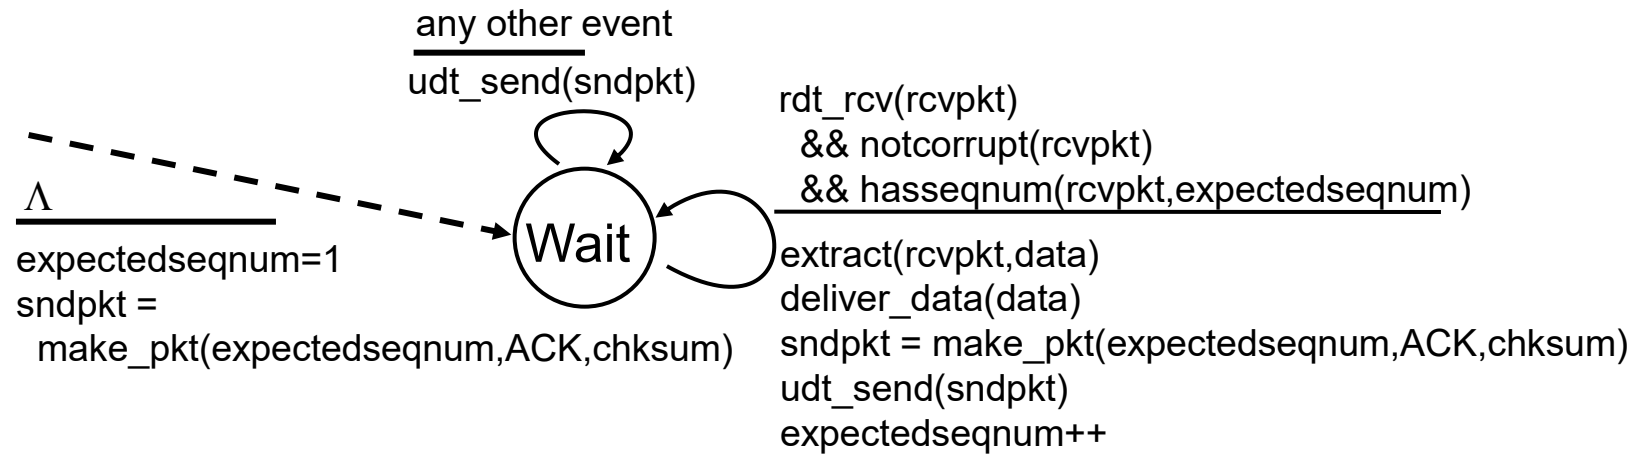 any other event
udt_send(sndpkt)
rdt_rcv(rcvpkt)
&& notcorrupt(rcvpkt)
&& hasseqnum(rcvpkt,expectedseqnum)
Λ
Wait
expectedseqnum=1
sndpkt =
make_pkt(expectedseqnum,ACK,chksum)
extract(rcvpkt,data)
deliver_data(data)
sndpkt = make_pkt(expectedseqnum,ACK,chksum)
udt_send(sndpkt)
expectedseqnum++